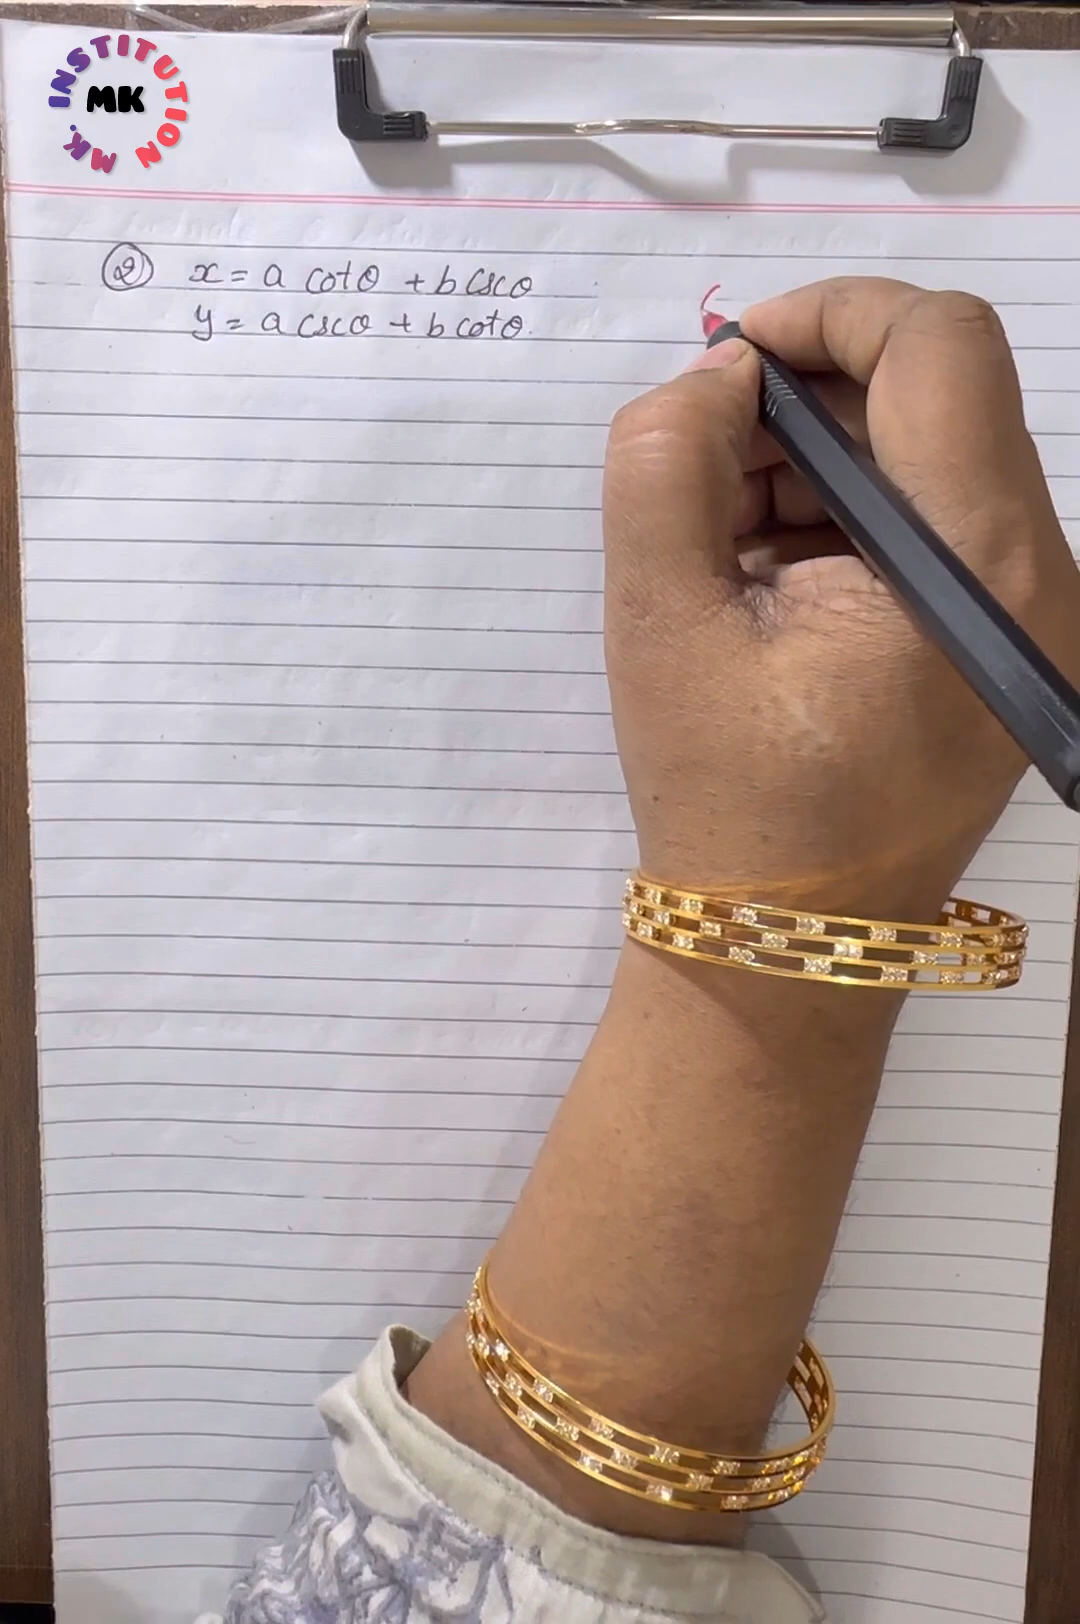 MK. INSTITUTION
MK
② x = a cotθ + b cscθ
y = a cscθ + b cotθ.